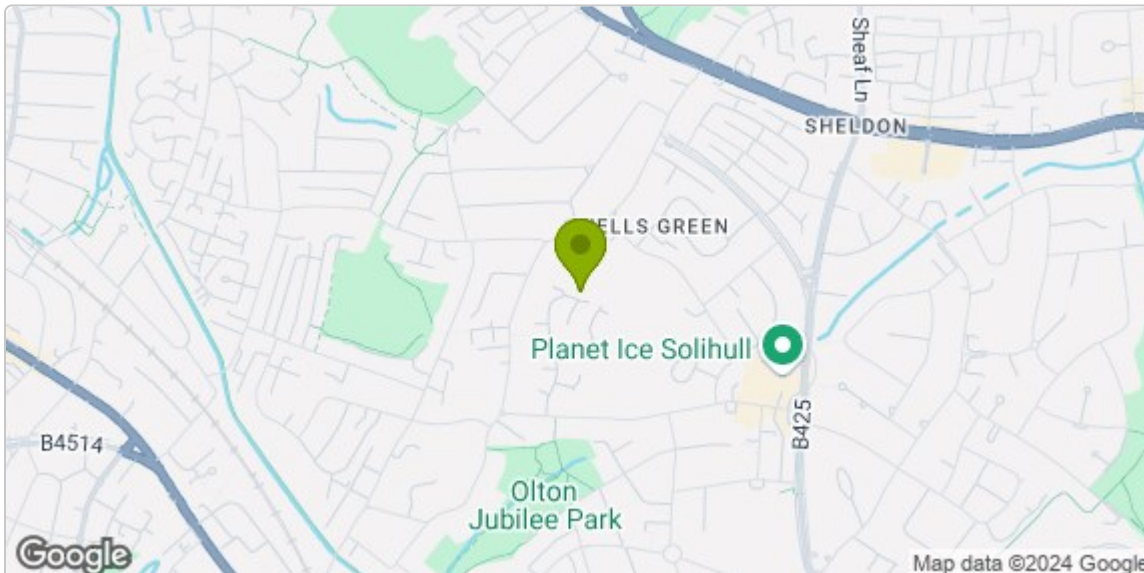 Sheaf Ln
SHELDON
ELLS GREEN
Planet Ice Solihull
B425
B4514
Olton
Jubilee Park
Google
Map data ©2024 Google